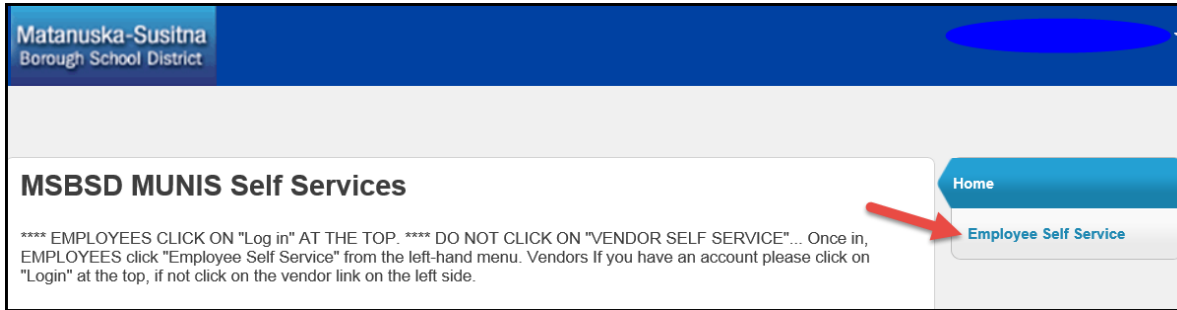 Matanuska-Susitna
Borough School District
MSBSD MUNIS Self Services
**** EMPLOYEES CLICK ON "Log in" AT THE TOP. **** DO NOT CLICK ON "VENDOR SELF SERVICE"... Once in,
EMPLOYEES click "Employee Self Service" from the left-hand menu. Vendors If you have an account please click on
"Login" at the top, if not click on the vendor link on the left side.
Home
Employee Self Service